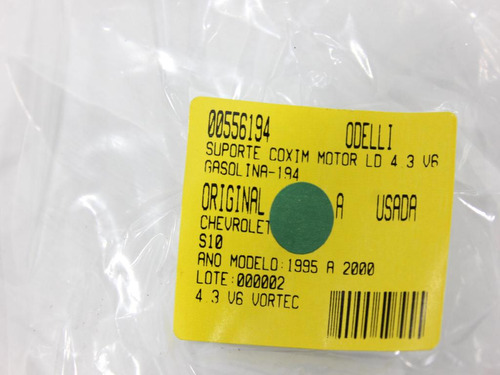 00556194 ODELLI
SUPORTE COXIM MOTOR LD 4 3 V6
GASOLINA-194
ORIGINAL A USADA
CHEVROLET
S10
ANO MODELO:1995 A 2000
LOTE:000002
4 3 V6 VORTEC